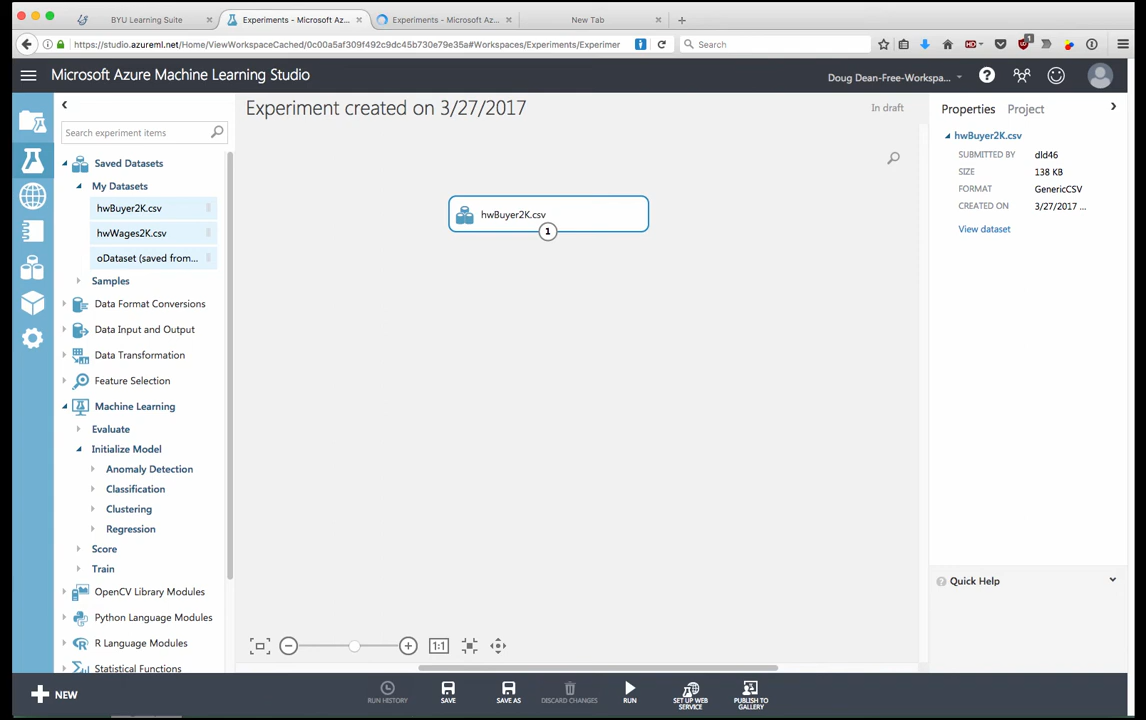 BYU Learning Suite
Experiments - Microsoft Az...
Experiments - Microsoft Az...
New Tab
https://studio.azureml.net/Home/ViewWorkspaceCached/0c00a5af309f492c9dc45b730e79e35a#Workspaces/Experiments/Experimer
Search
HD
1
Microsoft Azure Machine Learning Studio
Doug Dean-Free-Workspa...
Search experiment items
Saved Datasets
My Datasets
hwBuyer2K.csv
hwWages2K.csv
oDataset (saved from...
Samples
Data Format Conversions
Data Input and Output
Data Transformation
Feature Selection
Machine Learning
Evaluate
Initialize Model
Anomaly Detection
Classification
Clustering
Regression
Score
Train
OpenCV Library Modules
Python Language Modules
R Language Modules
Statistical Functions
Experiment created on 3/27/2017
In draft
hwBuyer2K.csv
1
1:1
Properties
Project
hwBuyer2K.csv
SUBMITTED BY dld46
SIZE 138 KB
FORMAT GenericCSV
CREATED ON 3/27/2017 ...
View dataset
Quick Help
NEW
RUN HISTORY
SAVE
SAVE AS
DISCARD CHANGES
RUN
SET UP WEB
SERVICE
PUBLISH TO
GALLERY